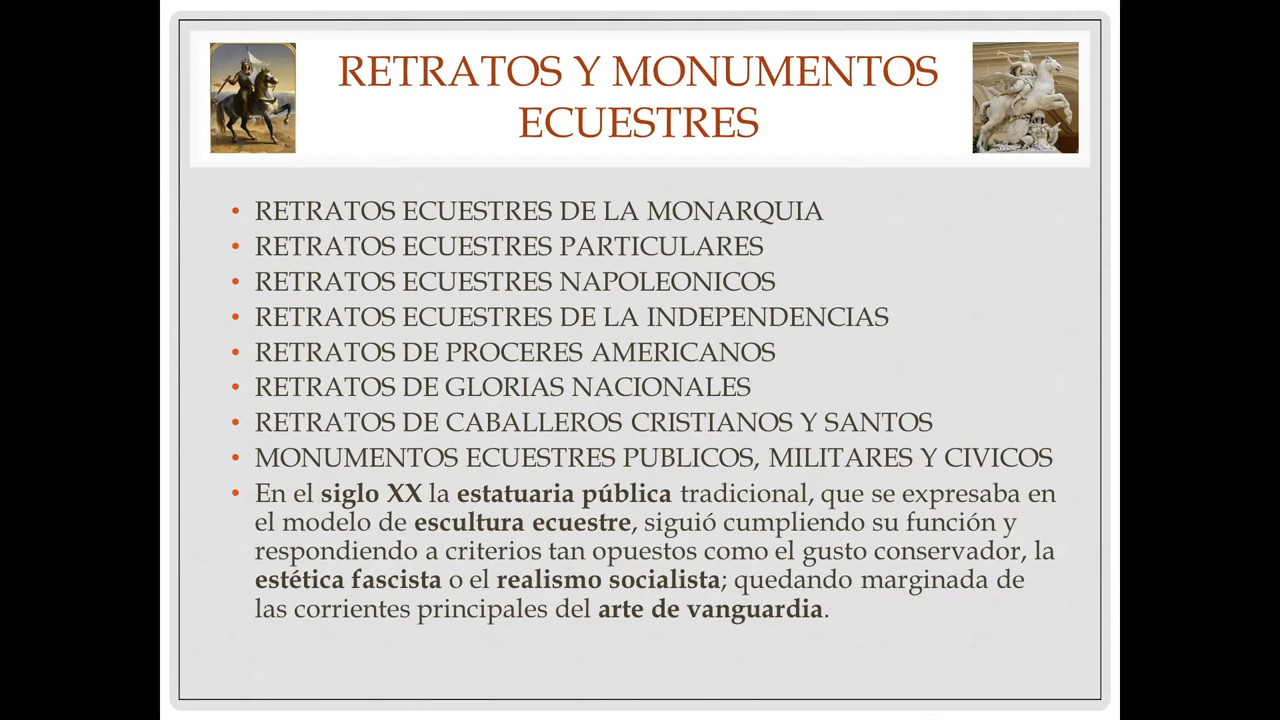 RETRATOS Y MONUMENTOS
ECUESTRES
• RETRATOS ECUESTRES DE LA MONARQUIA
• RETRATOS ECUESTRES PARTICULARES
• RETRATOS ECUESTRES NAPOLEONICOS
• RETRATOS ECUESTRES DE LA INDEPENDENCIAS
• RETRATOS DE PROCERES AMERICANOS
• RETRATOS DE GLORIAS NACIONALES
• RETRATOS DE CABALLEROS CRISTIANOS Y SANTOS
• MONUMENTOS ECUESTRES PUBLICOS, MILITARES Y CIVICOS
• En el siglo XX la estatuaria pública tradicional, que se expresaba en
el modelo de escultura ecuestre, siguió cumpliendo su función y
respondiendo a criterios tan opuestos como el gusto conservador, la
estética fascista o el realismo socialista; quedando marginada de
las corrientes principales del arte de vanguardia.